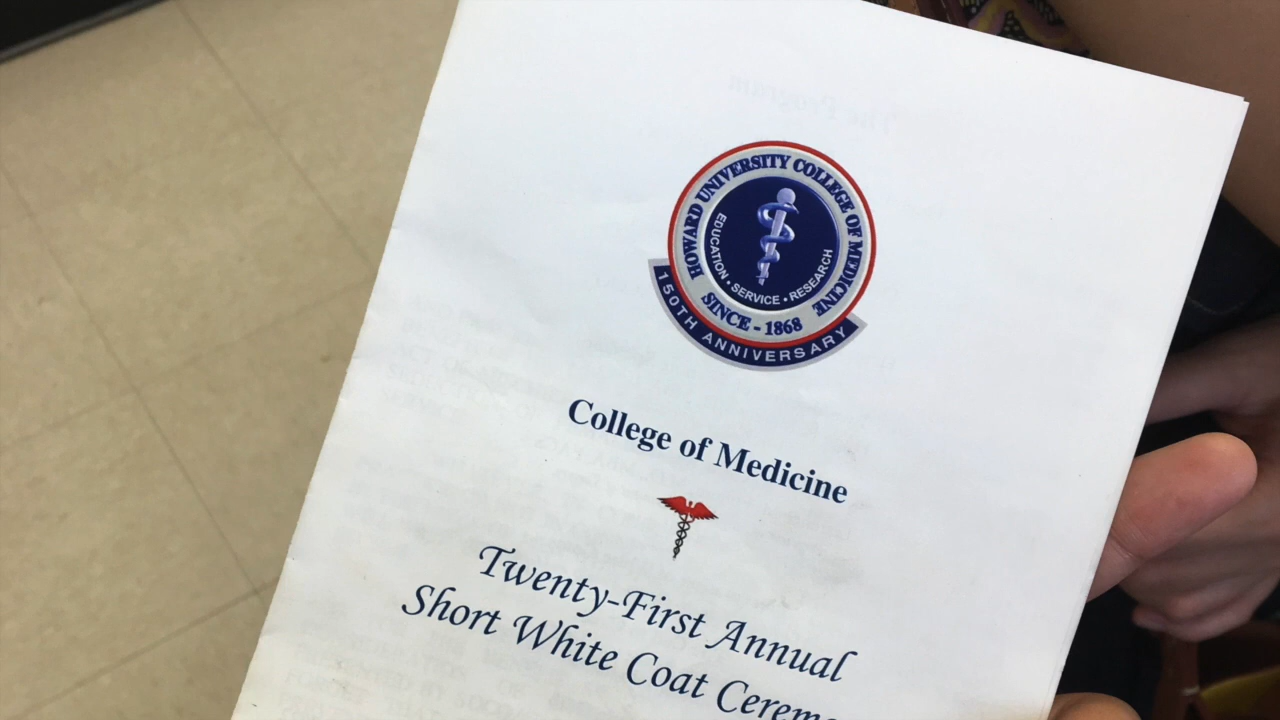 HOWARD UNIVERSITY COLLEGE OF MEDICINE
EDUCATION • SERVICE • RESEARCH
SINCE - 1868
150TH ANNIVERSARY
College of Medicine
Twenty-First Annual
Short White Coat Cerem